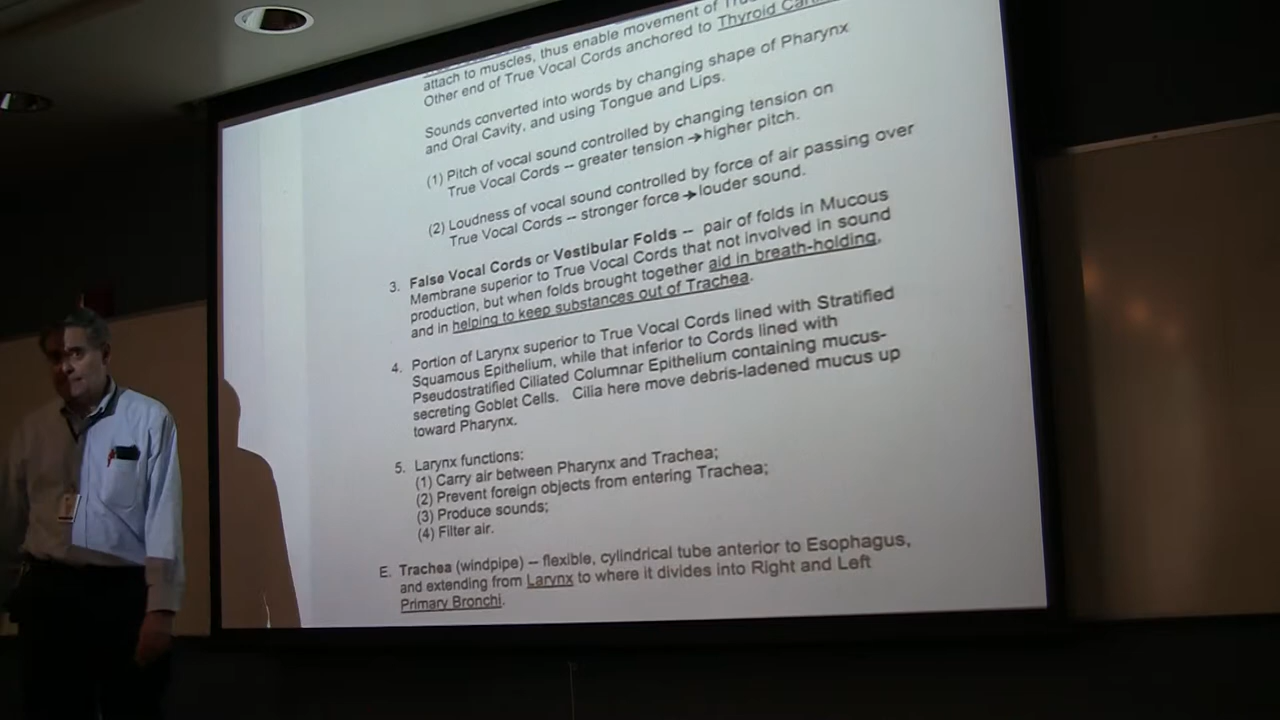 attach to muscles, thus enable movement of
Other end of True Vocal Cords anchored to Thyroid
Sounds converted into words by changing shape of Pharynx
and Oral Cavity, and using Tongue and Lips.
(1) Pitch of vocal sound controlled by changing tension on
True Vocal Cords -- greater tension ➔higher pitch.
(2) Loudness of vocal sound controlled by force of air passing over
True Vocal Cords -- stronger force ➔louder sound.
3. False Vocal Cords or Vestibular Folds -- pair of folds in Mucous
Membrane superior to True Vocal Cords that not involved in sound
production, but when folds brought together aid in breath-holding,
and in helping to keep substances out of Trachea.
4. Portion of Larynx superior to True Vocal Cords lined with Stratified
Squamous Epithelium, while that inferior to Cords lined with
Pseudostratified Ciliated Columnar Epithelium containing mucus-
secreting Goblet Cells. Cilia here move debris-ladened mucus up
toward Pharynx.
5. Larynx functions:
(1) Carry air between Pharynx and Trachea;
(2) Prevent foreign objects from entering Trachea;
(3) Produce sounds;
(4) Filter air.
E. Trachea (windpipe) -- flexible, cylindrical tube anterior to Esophagus,
and extending from Larynx to where it divides into Right and Left
Primary Bronchi.